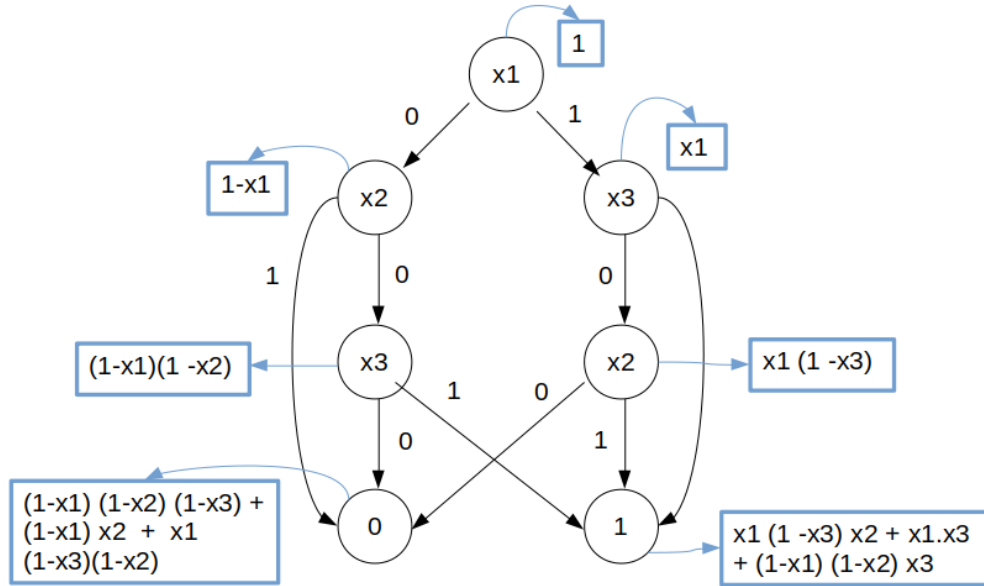 1
x1
0
1
x1
1-x1
x2
x3
1
0
0
(1-x1)(1 -x2)
x3
x2
x1 (1 -x3)
1
0
0
1
(1-x1) (1-x2) (1-x3) +
(1-x1) x2 + x1
(1-x3)(1-x2)
0
1
x1 (1 -x3) x2 + x1.x3
+ (1-x1) (1-x2) x3